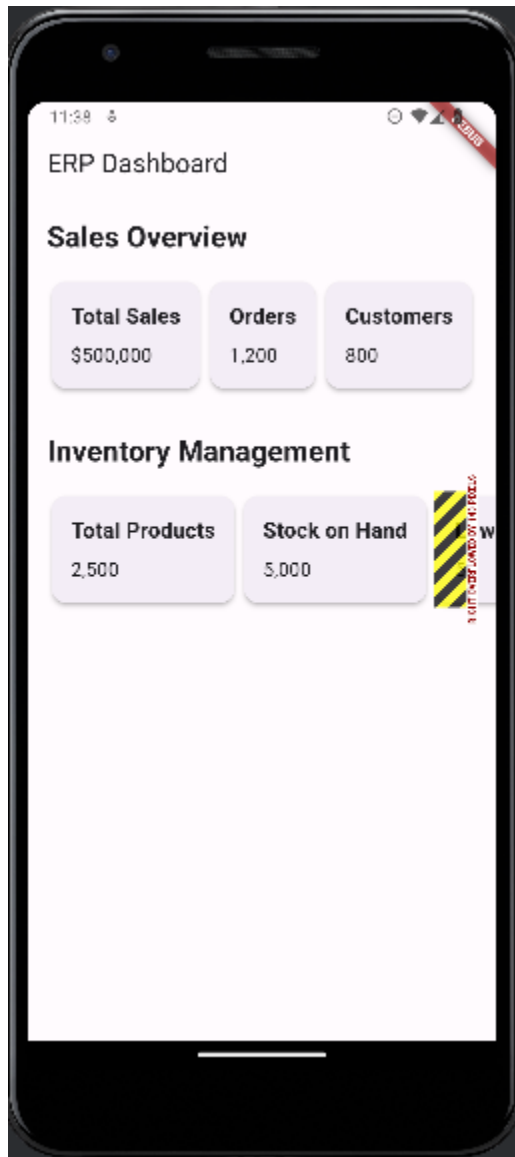 11:38
ERP Dashboard
Sales Overview
Total Sales
Orders
Customers
$500,000
1,200
800
Inventory Management
Total Products
Stock on Hand
2,500
5,000